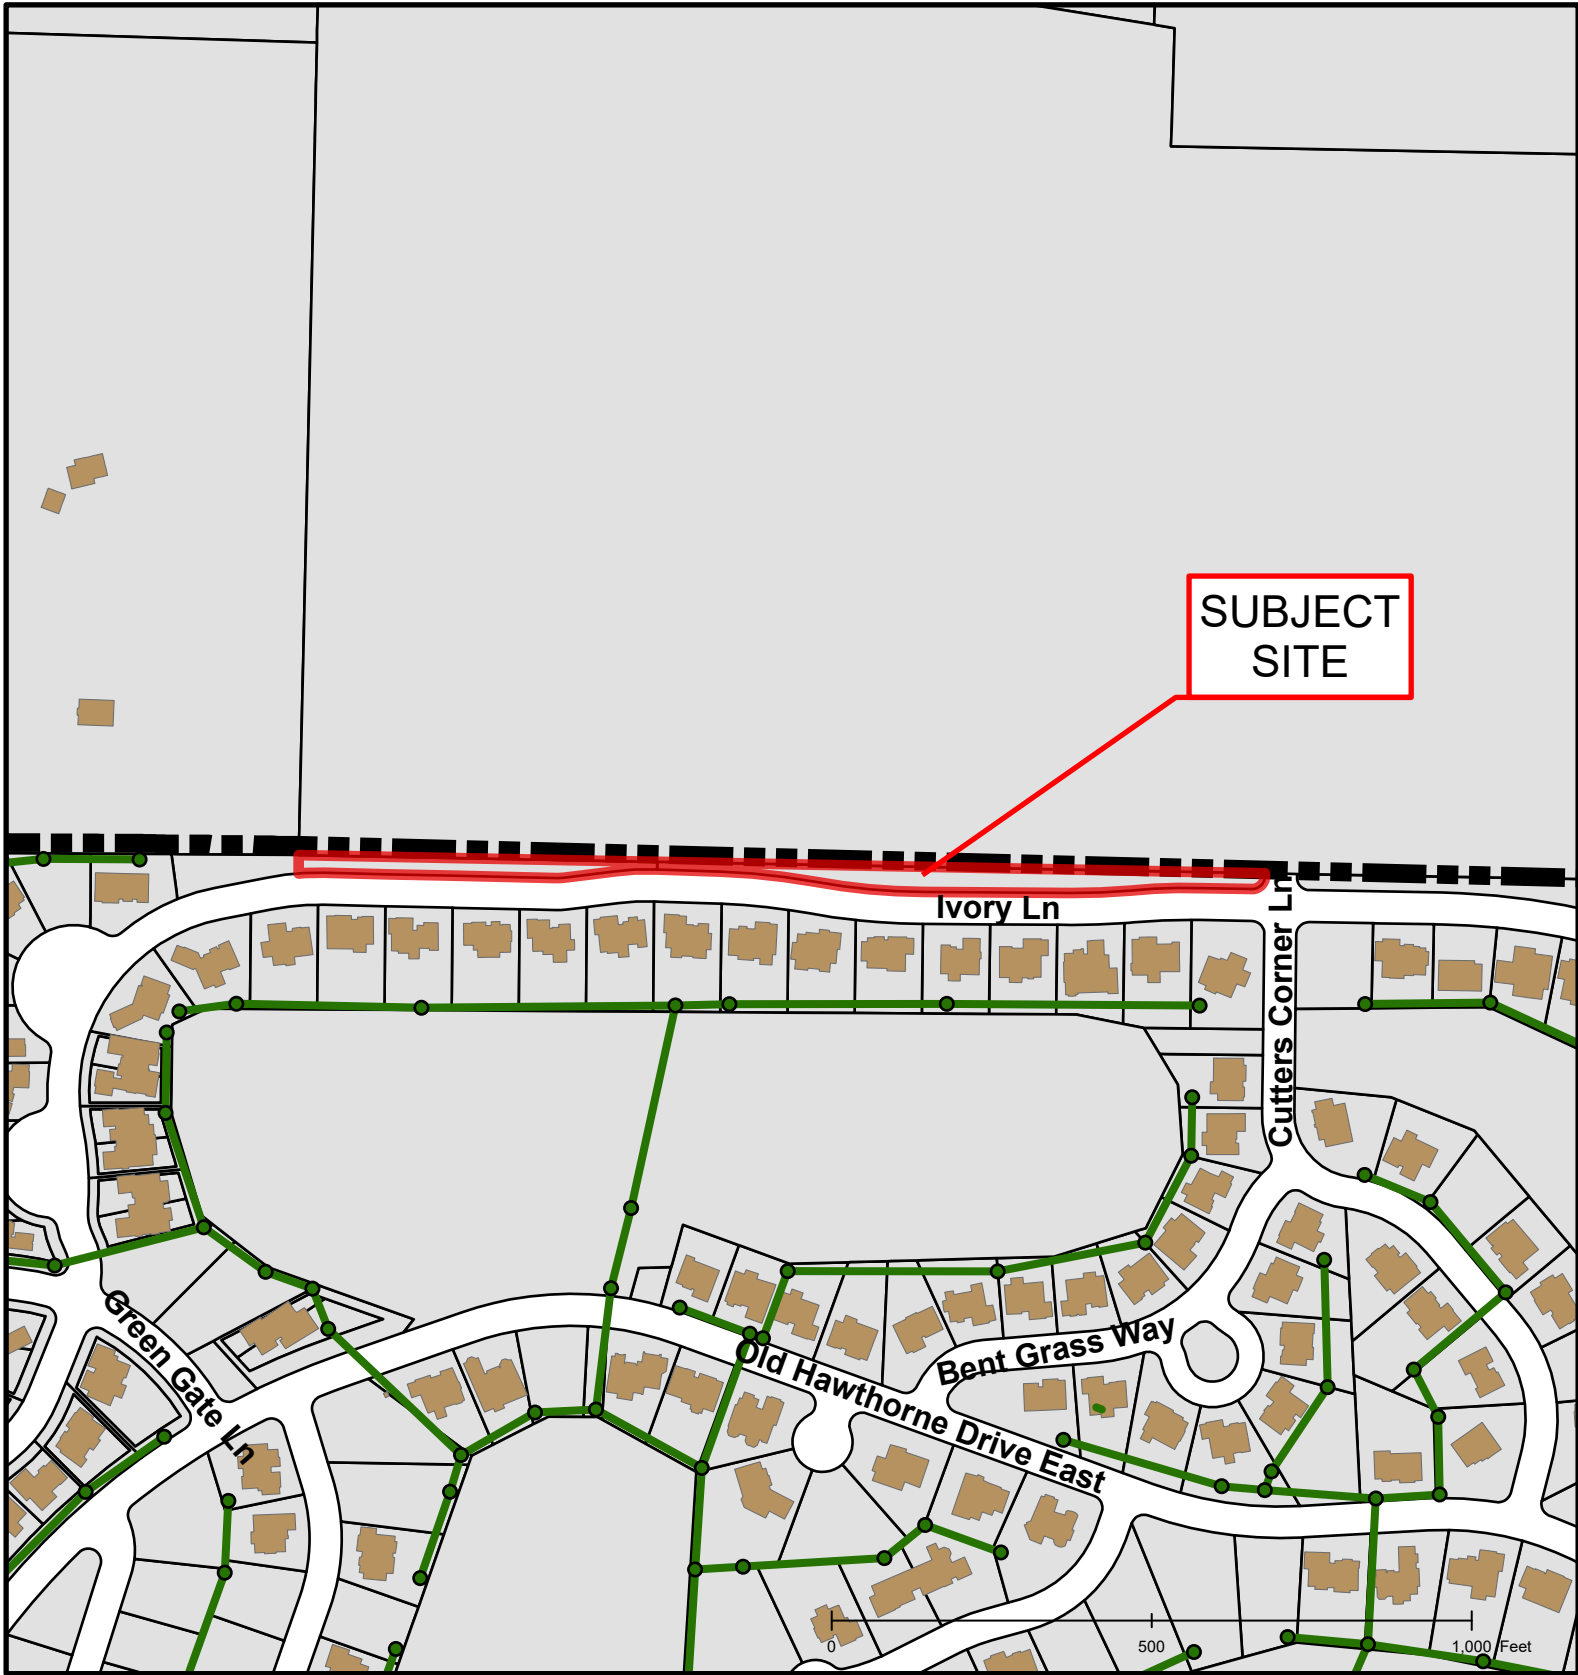 SUBJECT
SITE
Ivory Ln
Cutters Corner Ln
Green Gate Ln
Bent Grass Way
Old Hawthorne Drive East
0 500 1,000 Feet